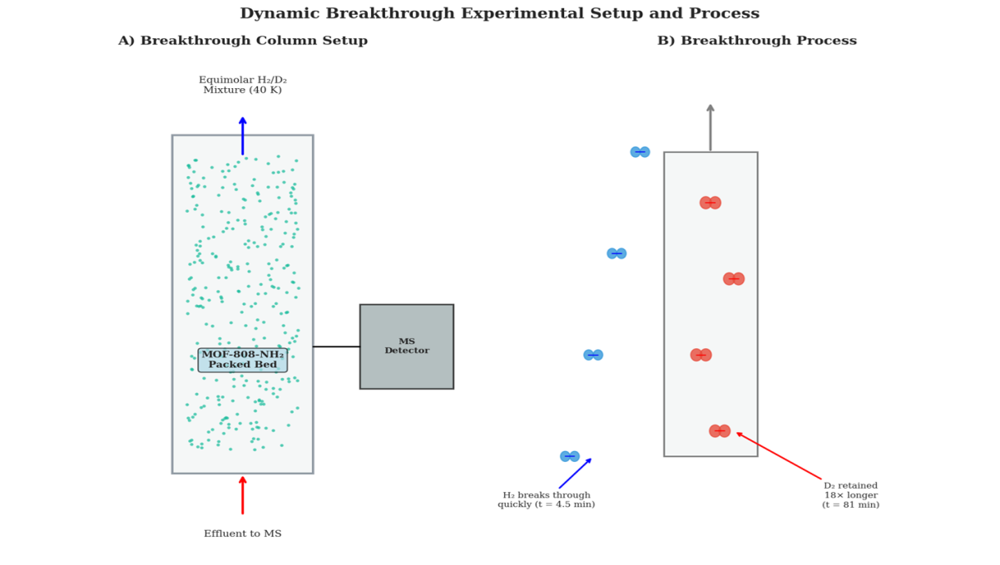 Dynamic Breakthrough Experimental Setup and Process
A) Breakthrough Column Setup
Equimolar H₂/D₂
Mixture (40 K)
MOF-808-NH₂
Packed Bed
MS
Detector
Effluent to MS
B) Breakthrough Process
H₂ breaks through
quickly (t = 4.5 min)
D₂ retained
18× longer
(t = 81 min)